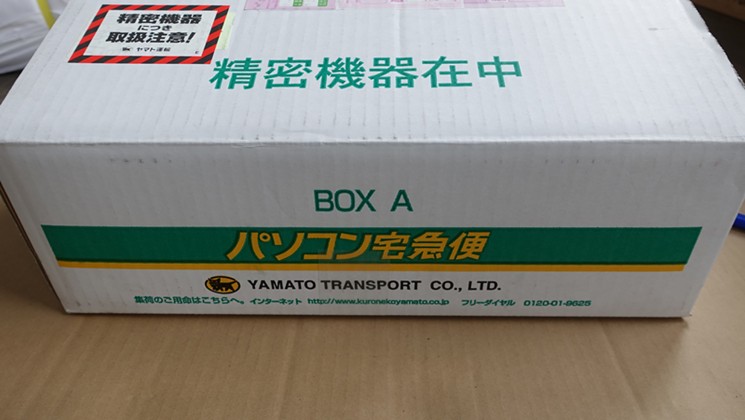 精密機器
につき
取扱注意!
ヤマト運輸
精密機器在中
BOX A
パソコン宅急便
YAMATO TRANSPORT CO., LTD.
集荷のご用命はこちらへ。インターネット http://www.kuronekoyamato.co.jp フリーダイヤル 0120-01-9625